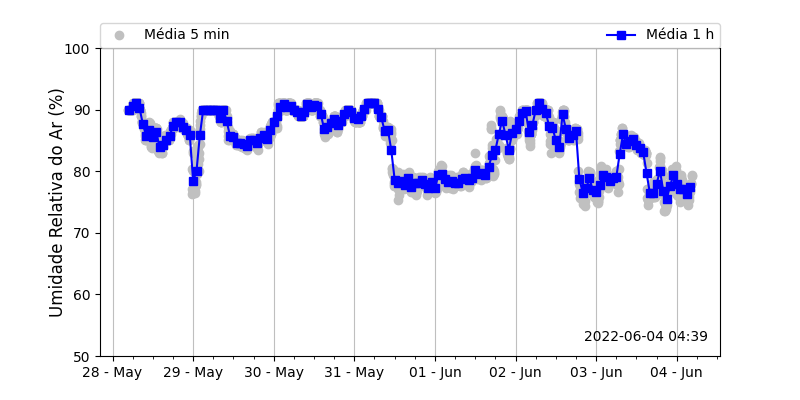 Média 5 min
Média 1 h
Umidade Relativa do Ar (%)
100
90
80
70
60
50
2022-06-04 04:39
28 - May
29 - May
30 - May
31 - May
01 - Jun
02 - Jun
03 - Jun
04 - Jun